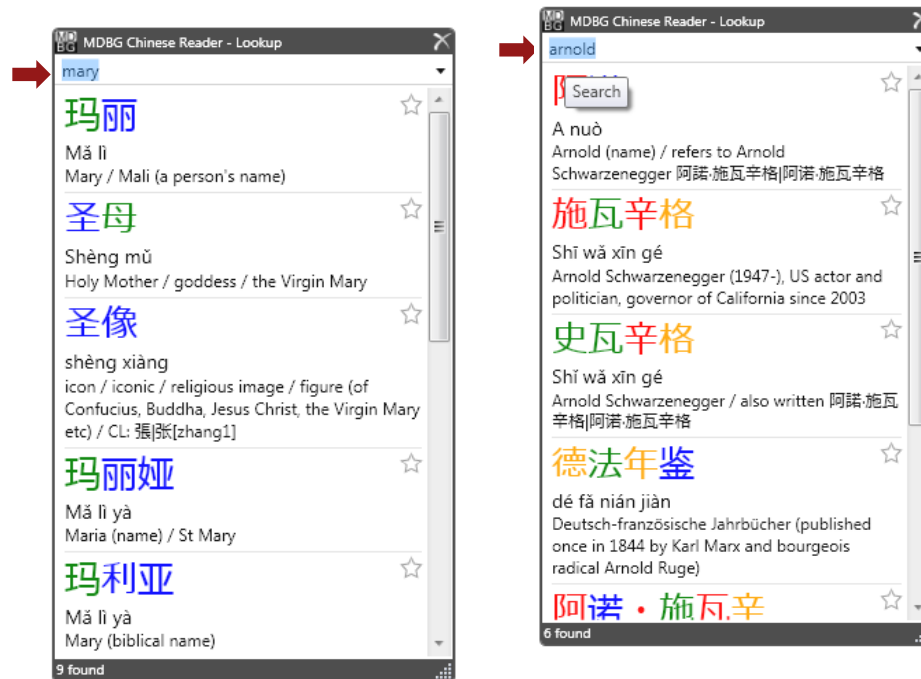 MDBG Chinese Reader - Lookup
mary
玛丽
Mǎ lì
Mary / Mali (a person's name)
圣母
Shèng mǔ
Holy Mother / goddess / the Virgin Mary
圣像
shèng xiàng
icon / iconic / religious image / figure (of
Confucius, Buddha, Jesus Christ, the Virgin Mary
etc) / CL: 張|张[zhang1]
玛丽娅
Mǎ lì yà
Maria (name) / St Mary
玛利亚
Mǎ lì yà
Mary (biblical name)
9 found
MDBG Chinese Reader - Lookup
arnold
阿
Search
A nuò
Arnold (name) / refers to Arnold
Schwarzenegger 阿諾·施瓦辛格|阿诺·施瓦辛格
施瓦辛格
Shī wǎ xīn gé
Arnold Schwarzenegger (1947-), US actor and
politician, governor of California since 2003
史瓦辛格
Shǐ wǎ xīn gé
Arnold Schwarzenegger / also written 阿諾·施瓦
辛格|阿诺·施瓦辛格
德法年鉴
dé fǎ nián jiàn
Deutsch-französische Jahrbücher (published
once in 1844 by Karl Marx and bourgeois
radical Arnold Ruge)
阿诺·施瓦辛
6 found